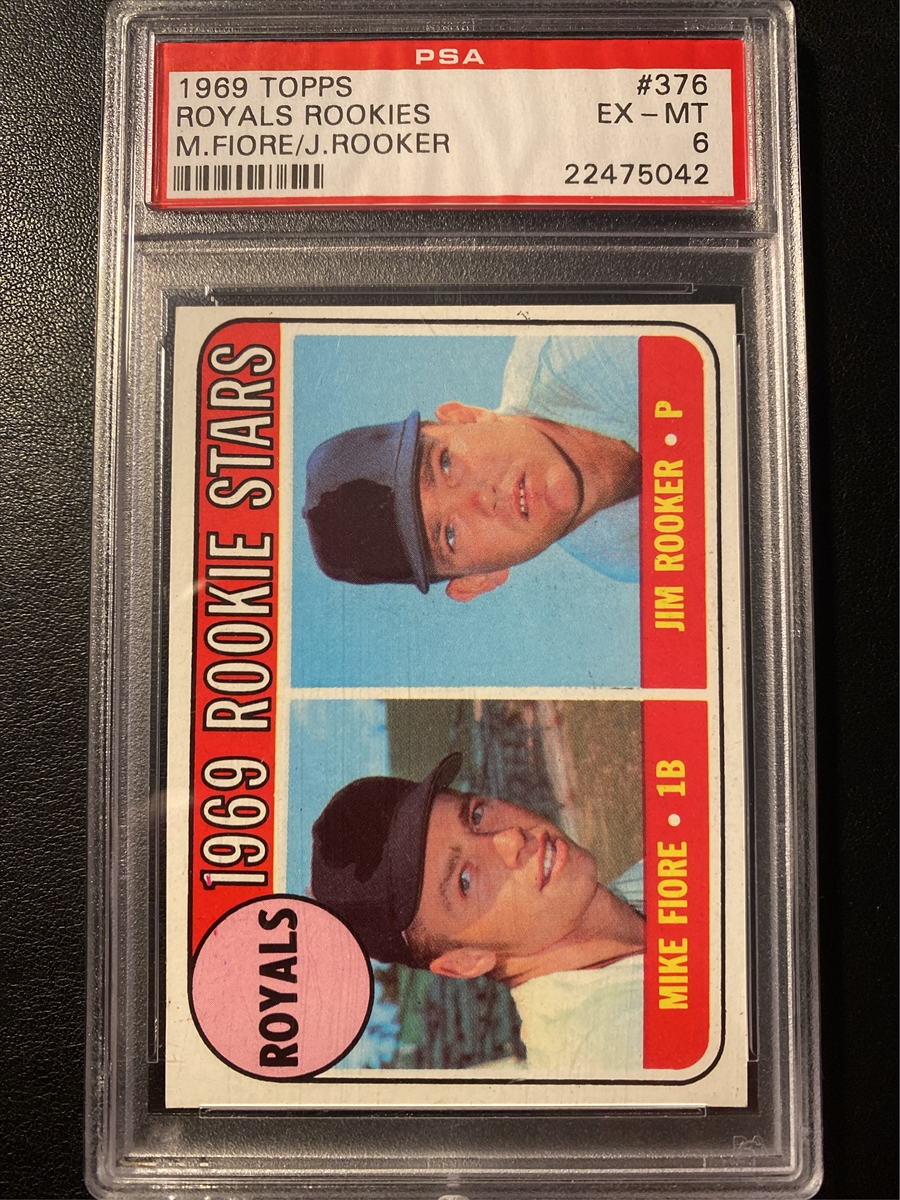 PSA
1969 TOPPS #376
ROYALS ROOKIES EX - MT
M.FIORE/J.ROOKER 6
22475042
1969 ROOKIE STARS
ROYALS
MIKE FIORE • 1B
JIM ROOKER • P